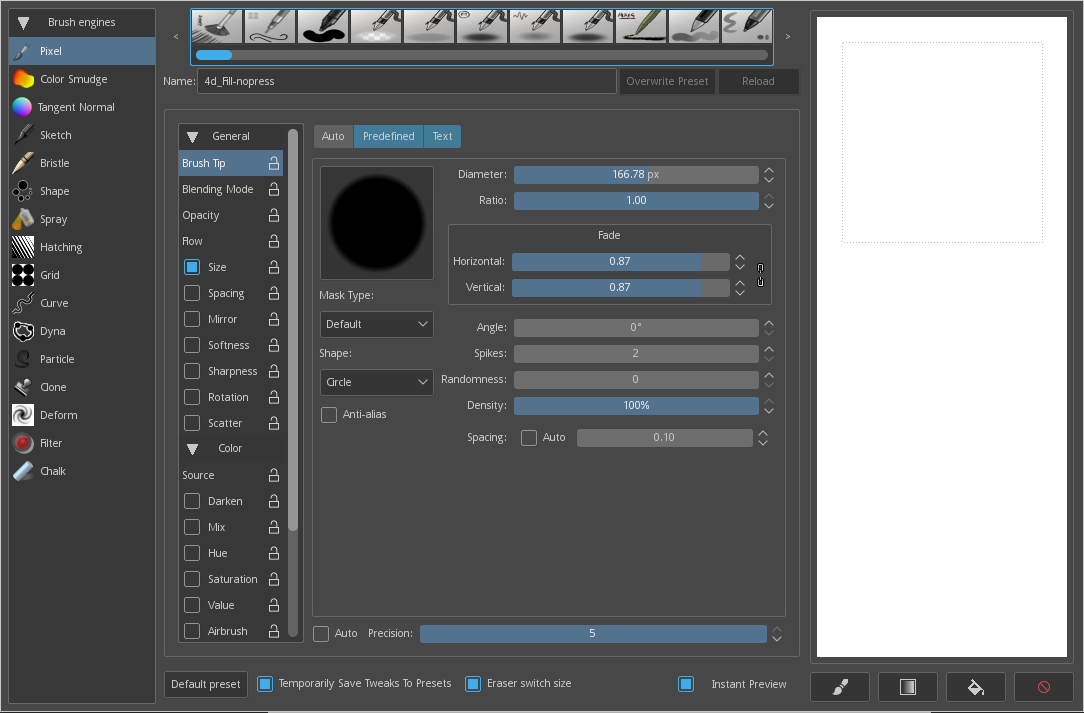 Brush engines
Pixel
Color Smudge
Tangent Normal
Sketch
Bristle
Shape
Spray
Hatching
Grid
Curve
Dyna
Particle
Clone
Deform
Filter
Chalk
< >
Name: 4d_Fill-nopress Overwrite Preset Reload
General
Brush Tip
Blending Mode
Opacity
Flow
Size
Spacing
Mirror
Softness
Sharpness
Rotation
Scatter
Color
Source
Darken
Mix
Hue
Saturation
Value
Airbrush
Auto Predefined Text
Mask Type:
Default
Shape:
Circle
Anti-alias
Diameter: 166.78 px
Ratio: 1.00
Fade
Horizontal: 0.87
Vertical: 0.87
Angle: 0°
Spikes: 2
Randomness: 0
Density: 100%
Spacing: Auto 0.10
Auto Precision: 5
Default preset Temporarily Save Tweaks To Presets Eraser switch size Instant Preview